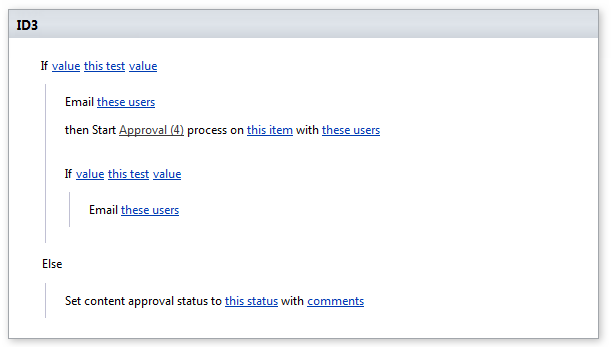 ID3
If value this test value
Email these users
then Start Approval (4) process on this item with these users
If value this test value
Email these users
Else
Set content approval status to this status with comments